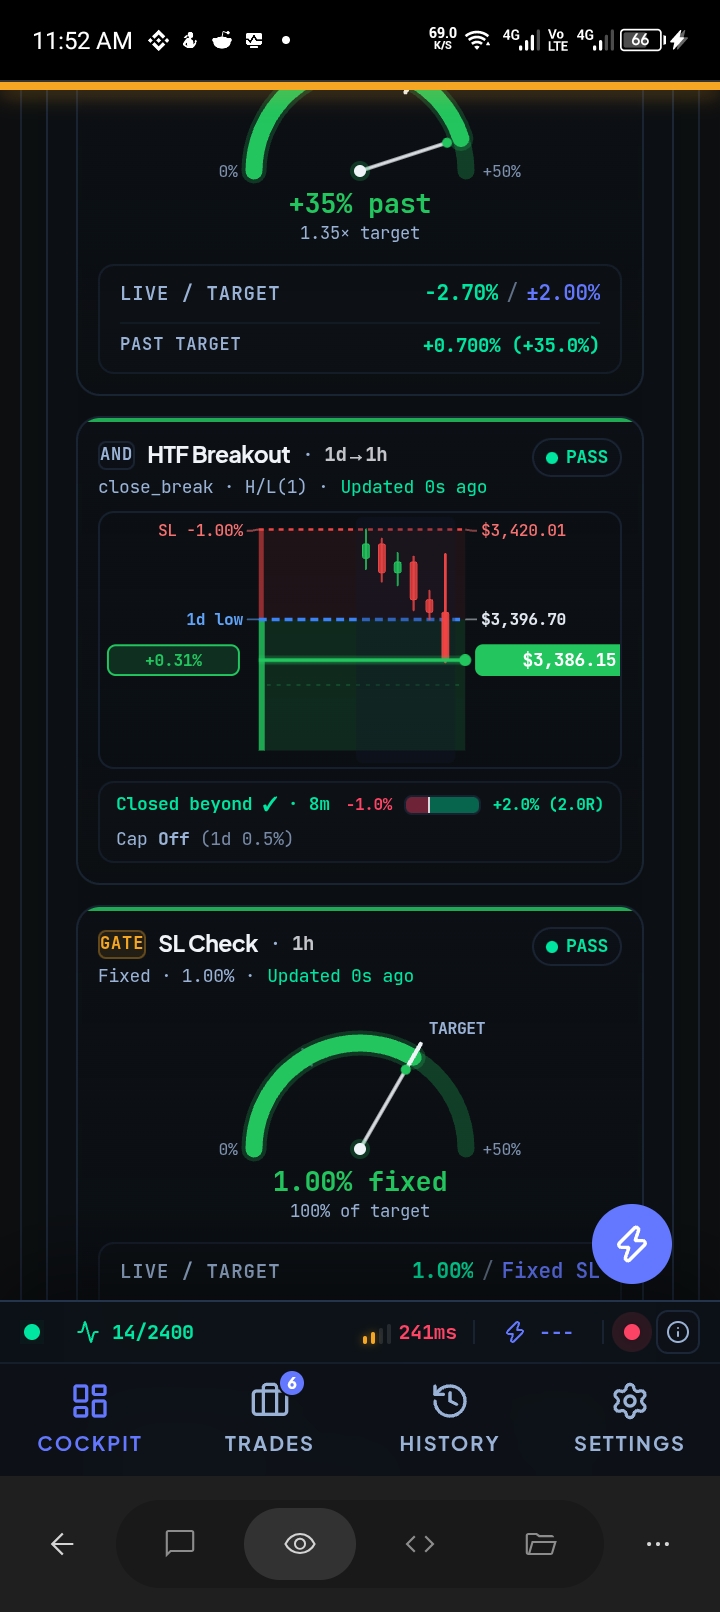 11:52 AM
69.0 K/S 4G Vo LTE 4G 66
0% +50%
+35% past
1.35× target
LIVE / TARGET -2.70% / ±2.00%
PAST TARGET +0.700% (+35.0%)
AND HTF Breakout · 1d→1h PASS
close_break · H/L(1) · Updated 0s ago
SL -1.00% $3,420.01
1d low $3,396.70
+0.31% $3,386.15
Closed beyond ✓ · 8m -1.0% +2.0% (2.0R)
Cap Off (1d 0.5%)
GATE SL Check · 1h PASS
Fixed · 1.00% · Updated 0s ago
TARGET
0% +50%
1.00% fixed
100% of target
LIVE / TARGET 1.00% / Fixed SL
14/2400 241ms ---
6
COCKPIT TRADES HISTORY SETTINGS